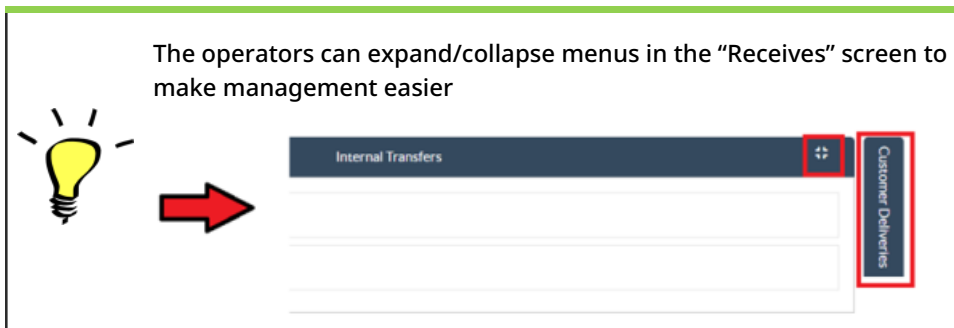 The operators can expand/collapse menus in the “Receives” screen to
make management easier
Internal Transfers
Customer Deliveries